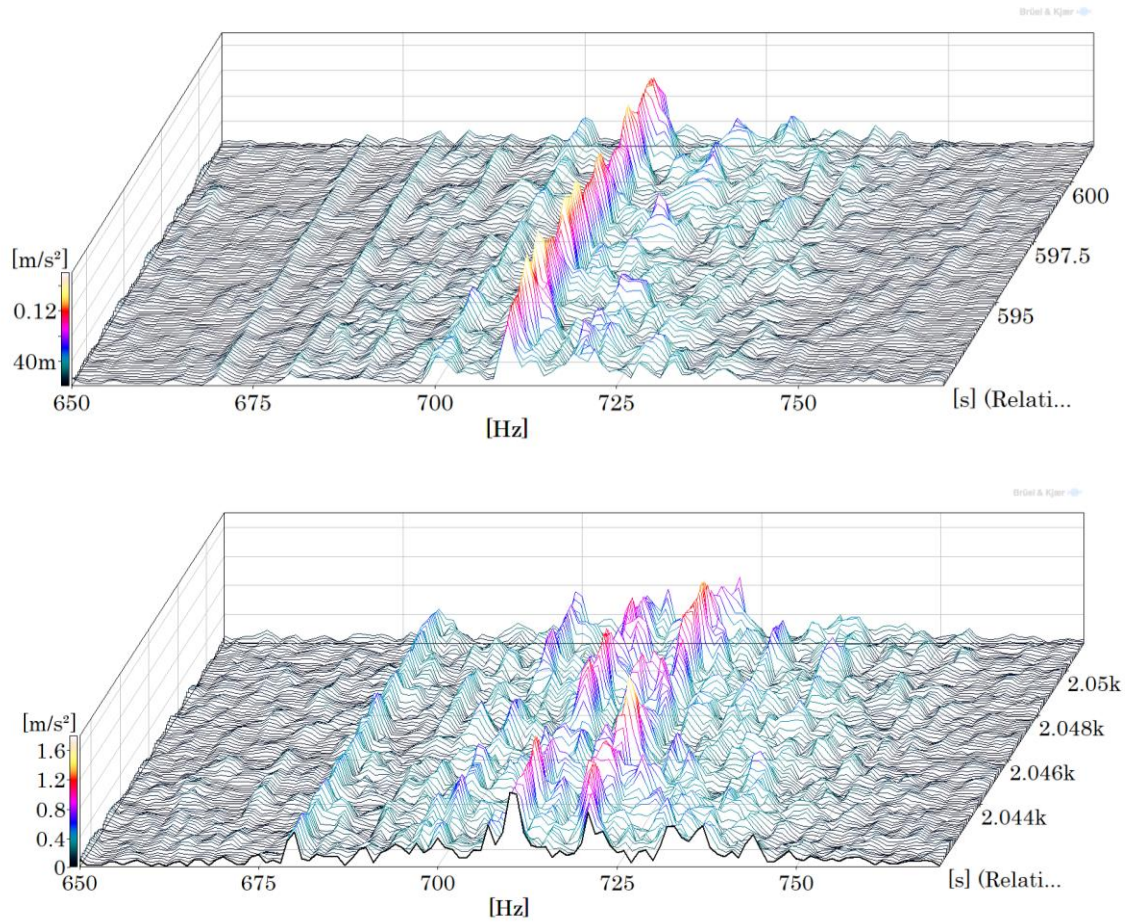 Brüel & Kjær
[m/s²]
0.12
40m
600
597.5
595
650
675
700
725
750
[s] (Relati...
[Hz]
Brüel & Kjær
[m/s²]
1.6
1.2
0.8
0.4
0
2.05k
2.048k
2.046k
2.044k
650
675
700
725
750
[s] (Relati...
[Hz]